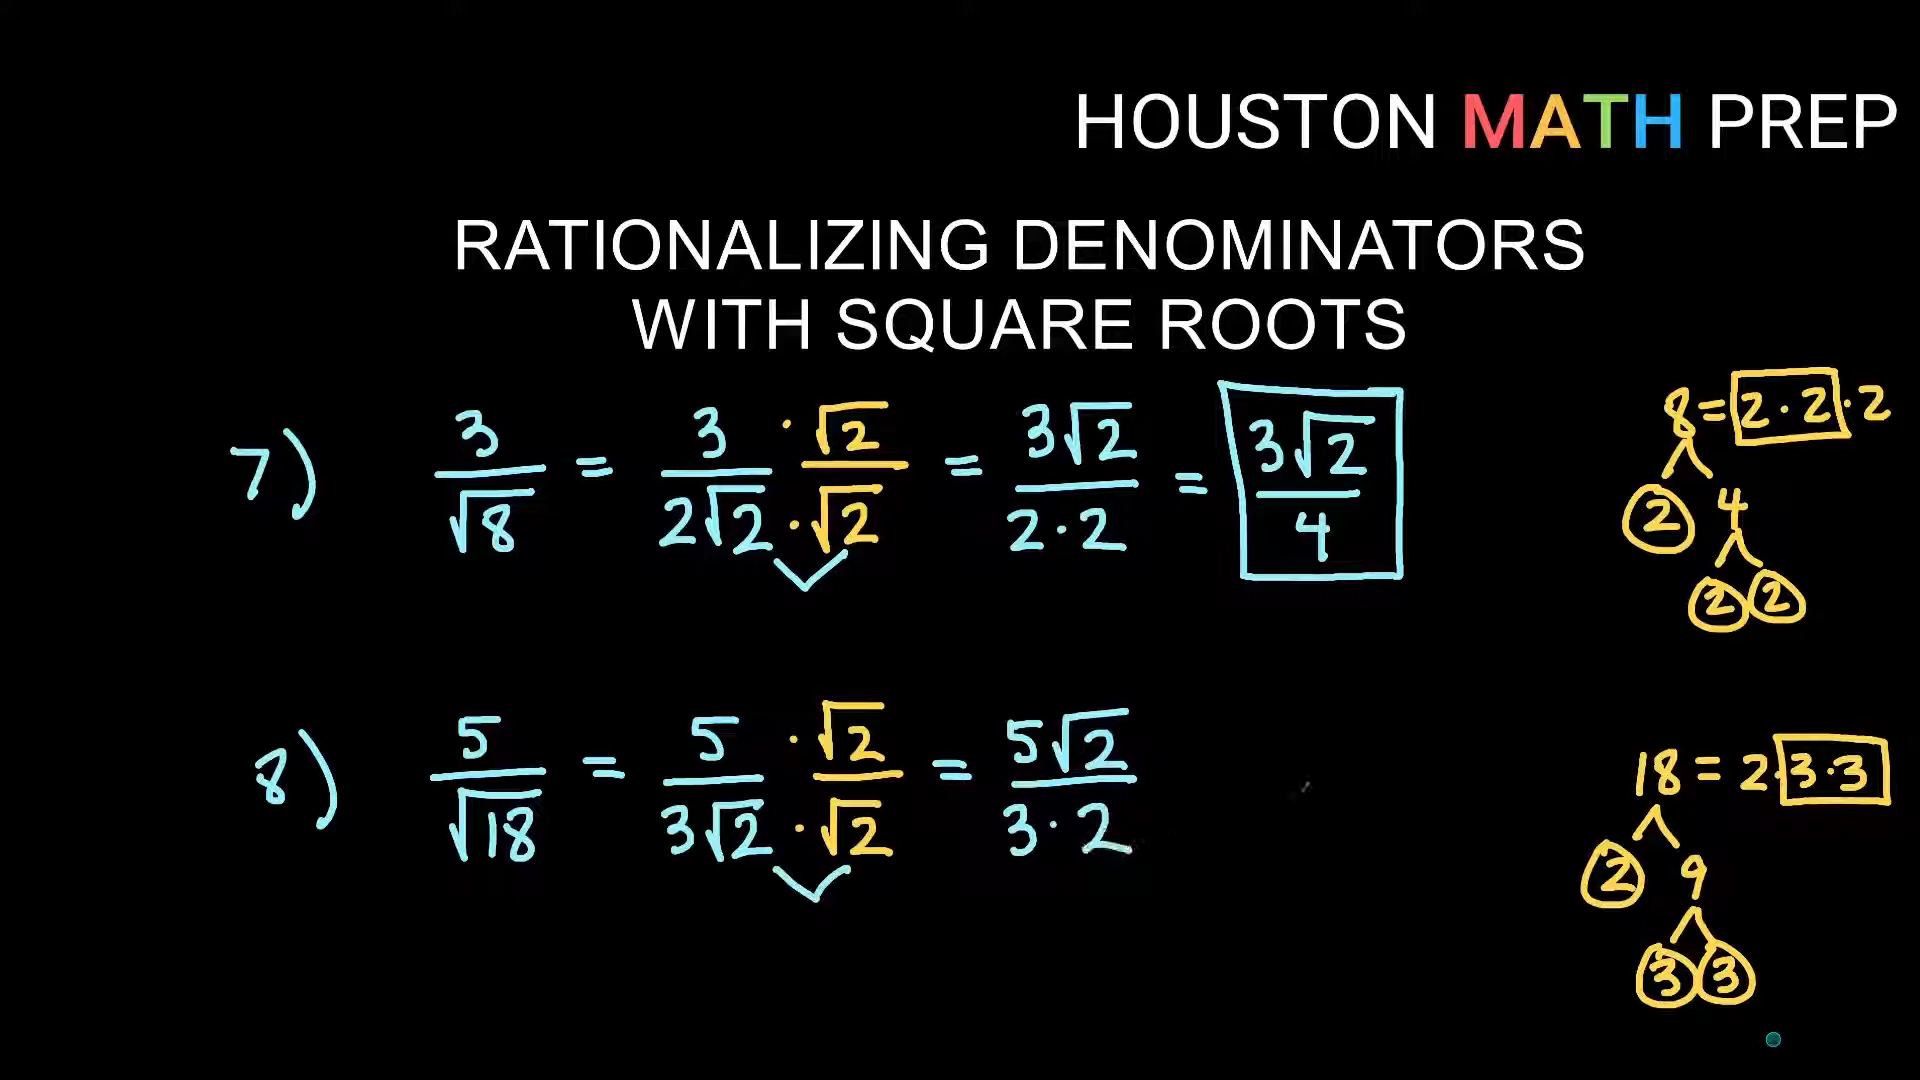 HOUSTON MATH PREP
RATIONALIZING DENOMINATORS
WITH SQUARE ROOTS
7) 3/√8 = 3/2√2 · √2/· √2 = 3√2/2 · 2 = 3√2/4
8 = 2 · 2 · 2
2 4
2 2
8) 5/√18 = 5/3√2 · √2/· √2 = 5√2/3 · 2
18 = 2 · 3 · 3
2 9
3 3